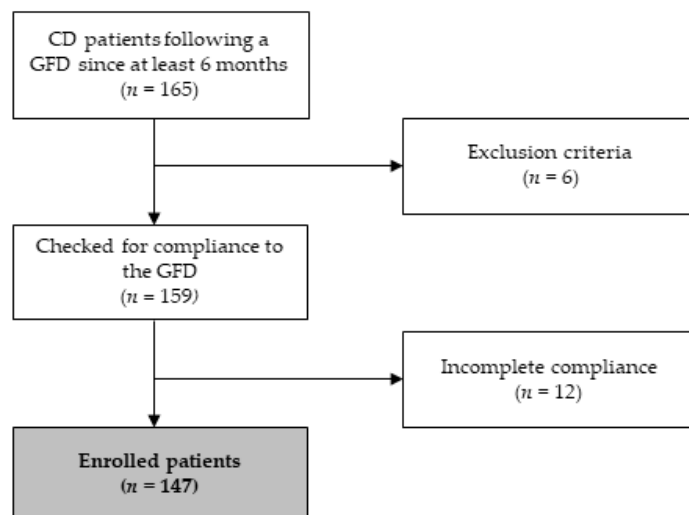 CD patients following a
GFD since at least 6 months
(n = 165)
Exclusion criteria
(n = 6)
Checked for compliance to
the GFD
(n = 159)
Incomplete compliance
(n = 12)
Enrolled patients
(n = 147)